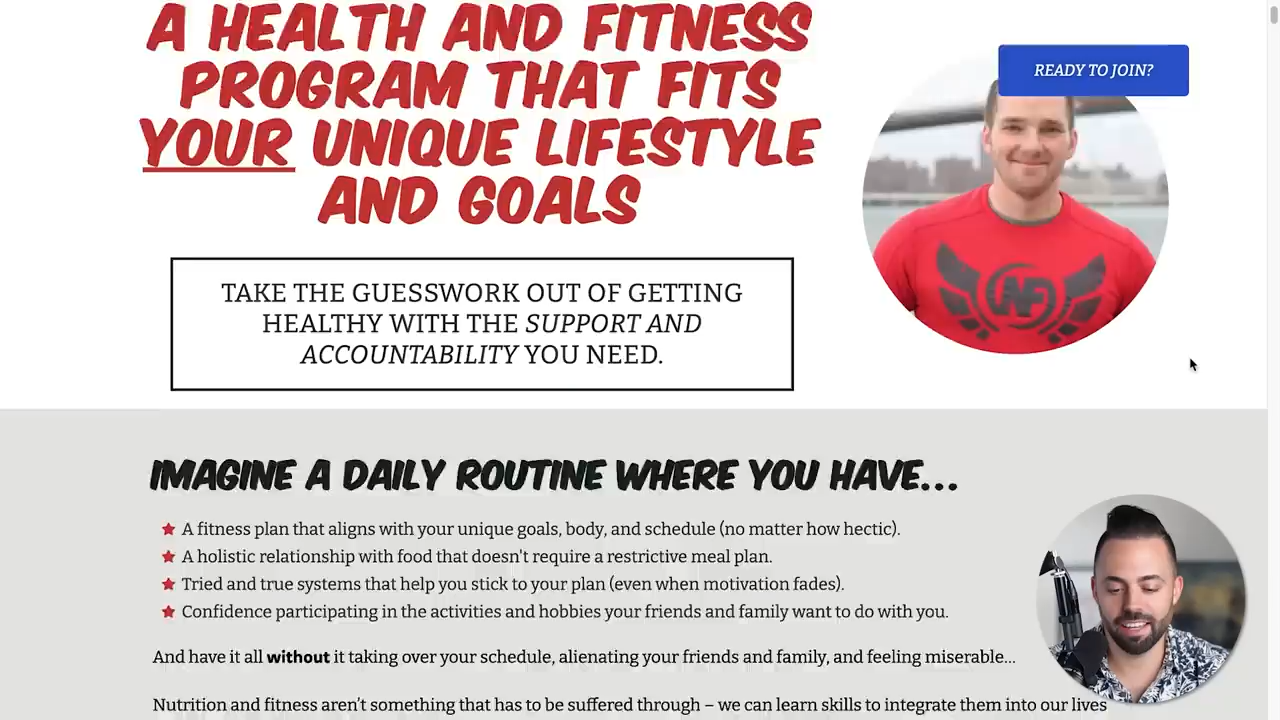 A HEALTH AND FITNESS
PROGRAM THAT FITS
YOUR UNIQUE LIFESTYLE
AND GOALS
READY TO JOIN?
NF
TAKE THE GUESSWORK OUT OF GETTING
HEALTHY WITH THE SUPPORT AND
ACCOUNTABILITY YOU NEED.
IMAGINE A DAILY ROUTINE WHERE YOU HAVE...
A fitness plan that aligns with your unique goals, body, and schedule (no matter how hectic).
A holistic relationship with food that doesn't require a restrictive meal plan.
Tried and true systems that help you stick to your plan (even when motivation fades).
Confidence participating in the activities and hobbies your friends and family want to do with you.
And have it all without it taking over your schedule, alienating your friends and family, and feeling miserable...
Nutrition and fitness aren't something that has to be suffered through – we can learn skills to integrate them into our lives